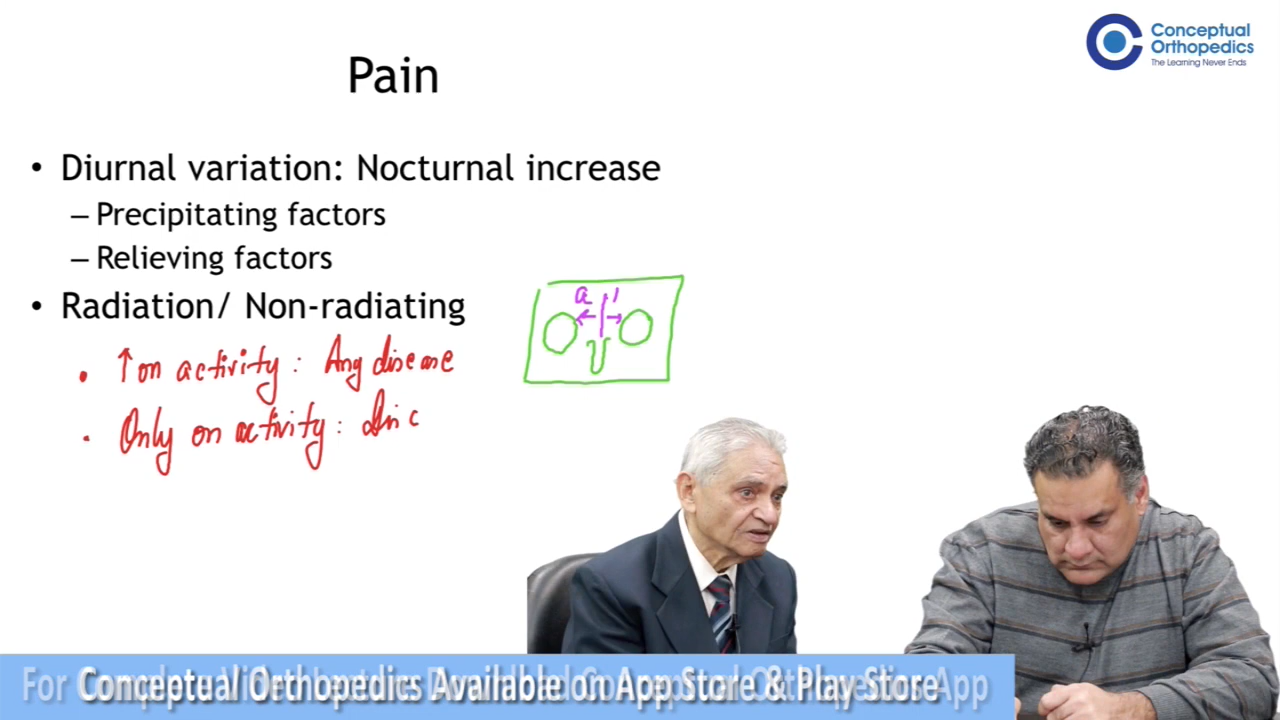 Conceptual
Orthopedics
The Learning Never Ends
Pain
• Diurnal variation: Nocturnal increase
– Precipitating factors
– Relieving factors
• Radiation/ Non-radiating
• ↑ on activity : Any disease
• Only on activity : Disc
Conceptual Orthopedics Available on App Store & Play Store